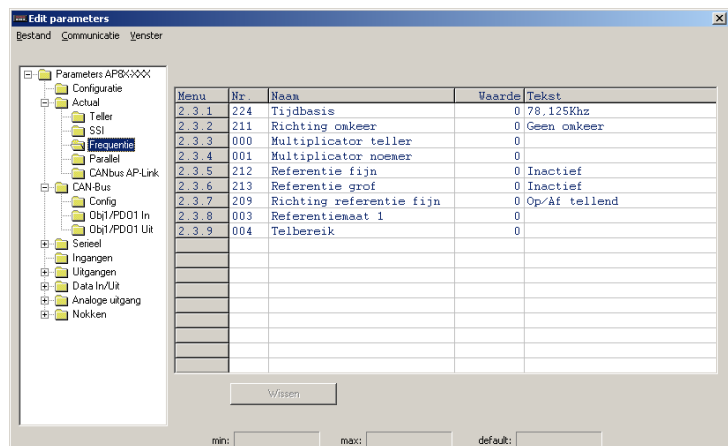 Edit parameters
Bestand Communicatie Venster
Parameters AP8X-XXX
Configuratie
Actual
Teller
SSI
Frequentie
Parallel
CANbus AP-Link
CAN-Bus
Config
Obj1/PDO1 In
Obj1/PDO1 Uit
Serieel
Ingangen
Uitgangen
Data In/Uit
Analoge uitgang
Nokken
Menu Nr. Naam Waarde Tekst
2.3.1 224 Tijdbasis 0 78,125Khz
2.3.2 211 Richting omkeer 0 Geen omkeer
2.3.3 000 Multiplicator teller 0
2.3.4 001 Multiplicator noemer 0
2.3.5 212 Referentie fijn 0 Inactief
2.3.6 213 Referentie grof 0 Inactief
2.3.7 209 Richting referentie fijn 0 Op/Af tellend
2.3.8 003 Referentiemaat 1 0
2.3.9 004 Telbereik 0
Wissen
min: max: default: